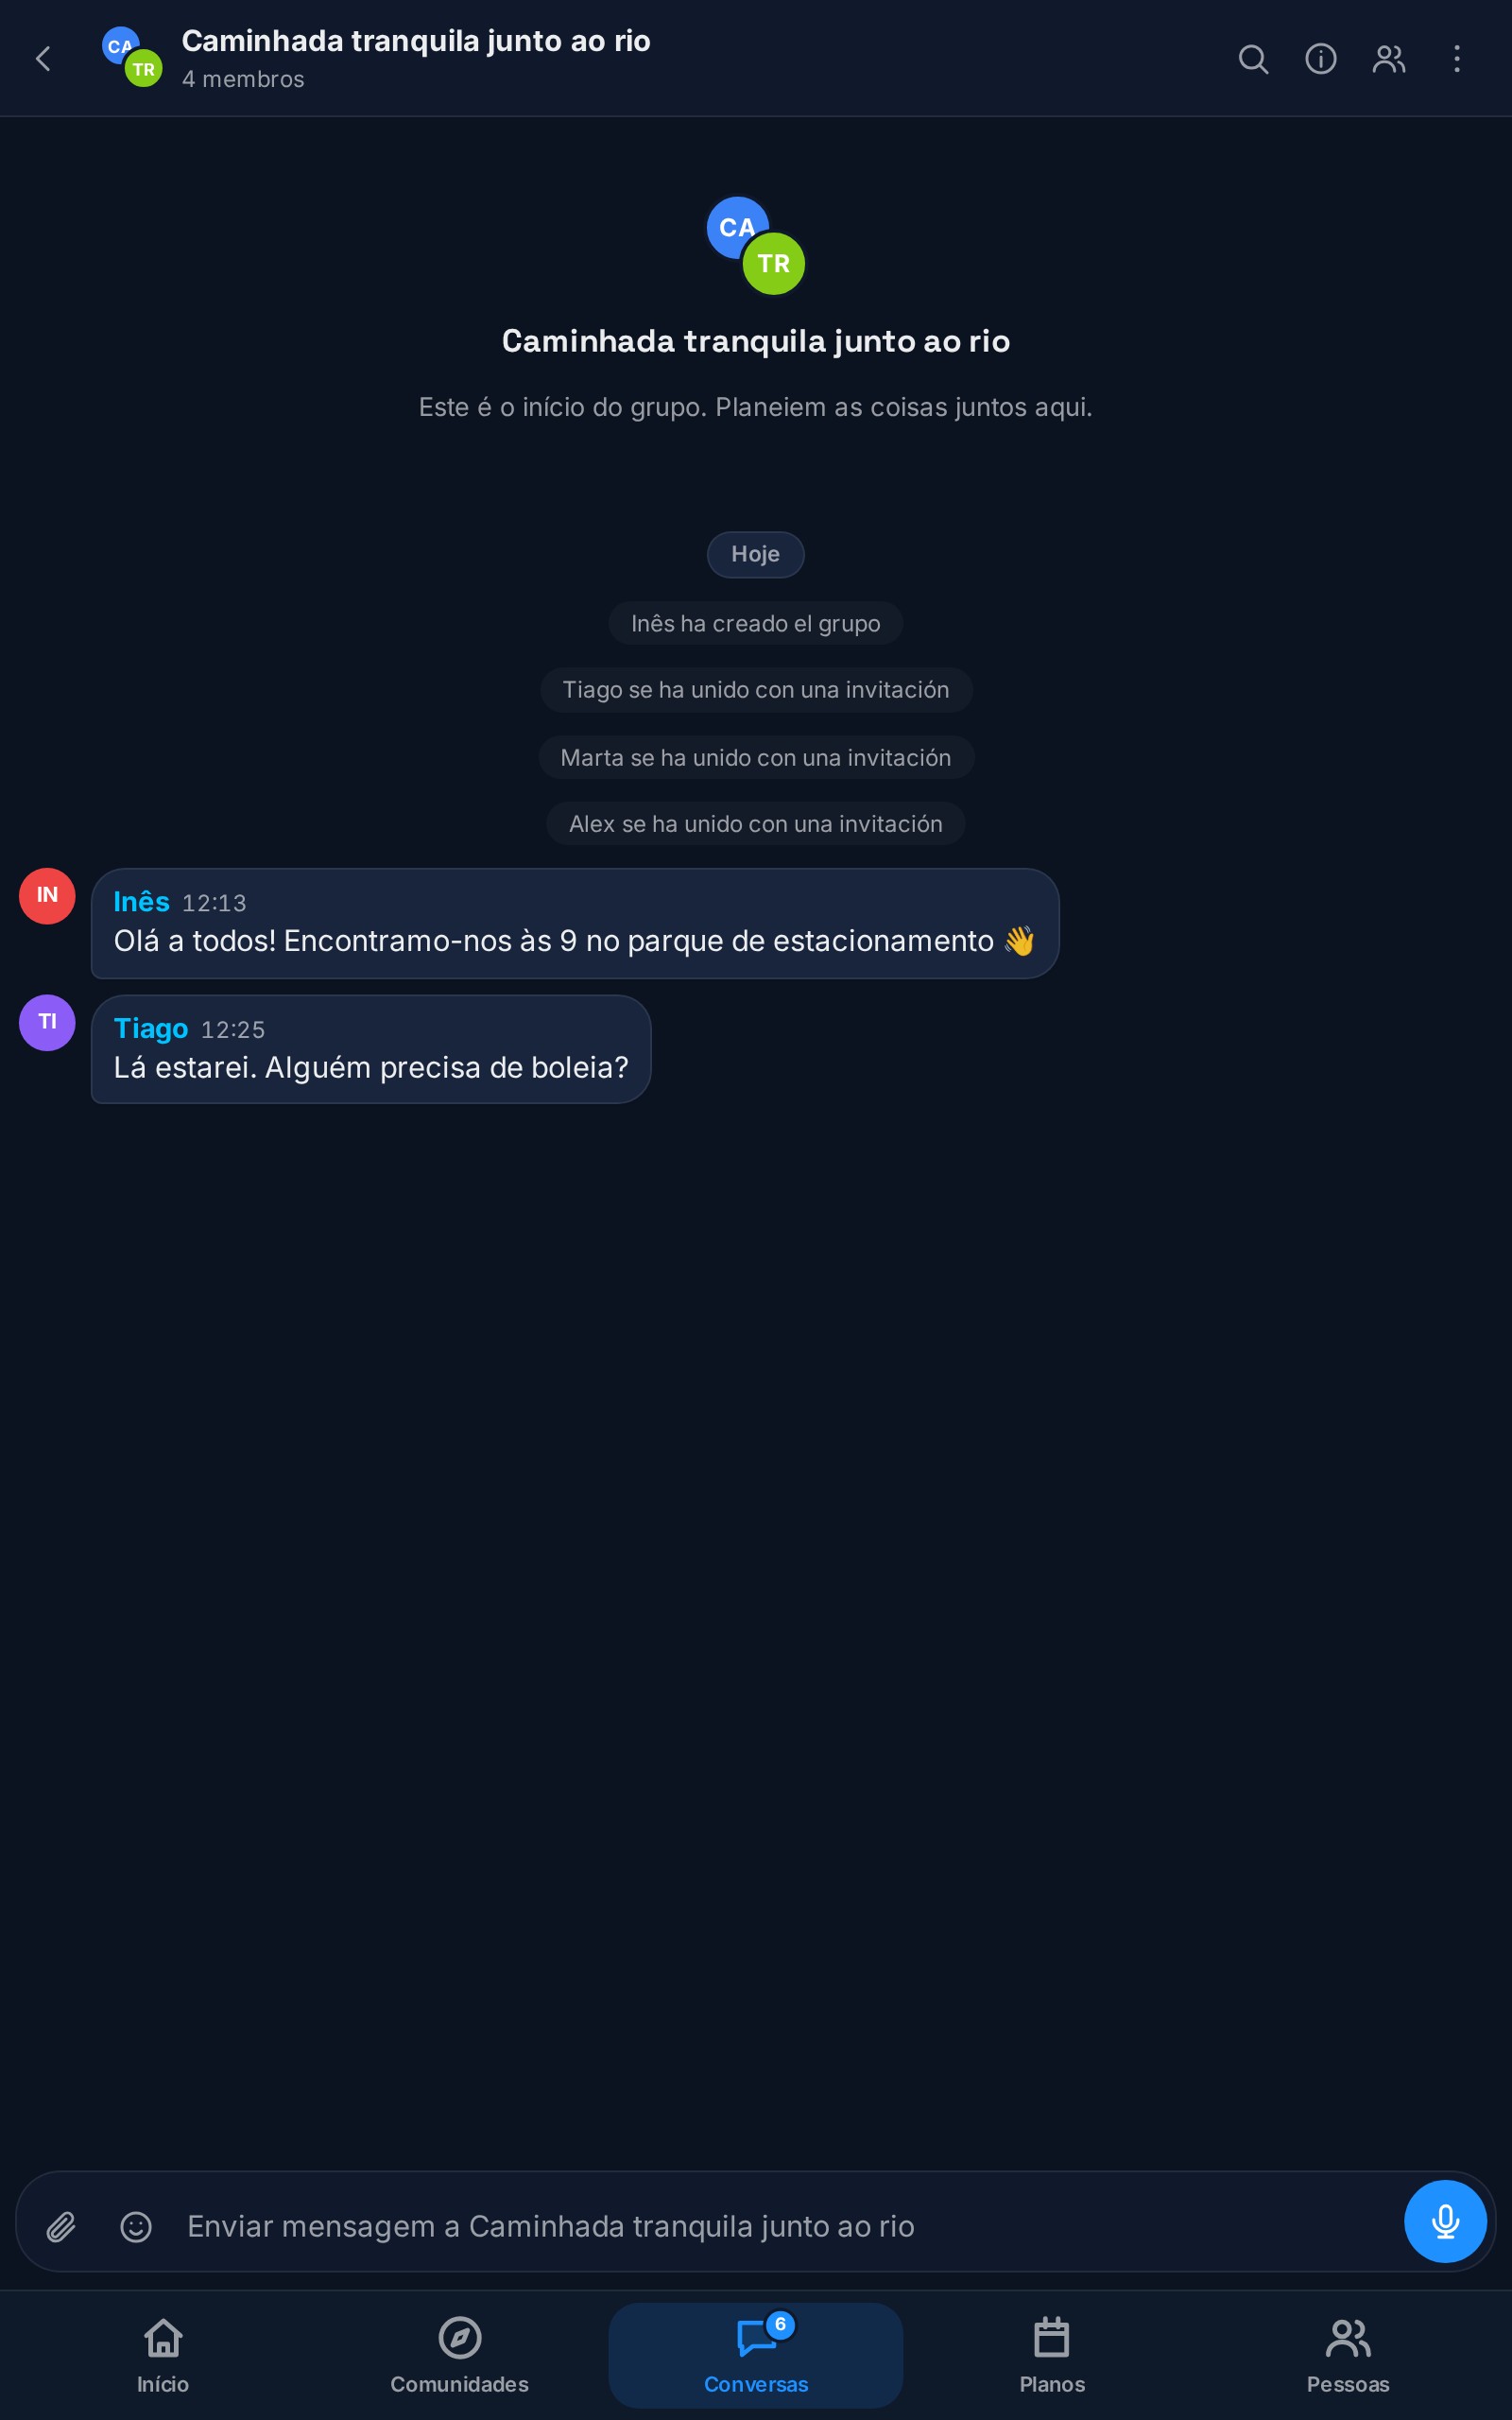 CA
TR
Caminhada tranquila junto ao rio
4 membros
CA
TR
Caminhada tranquila junto ao rio
Este é o início do grupo. Planeiem as coisas juntos aqui.
Hoje
Inês ha creado el grupo
Tiago se ha unido con una invitación
Marta se ha unido con una invitación
Alex se ha unido con una invitación
IN
Inês 12:13
Olá a todos! Encontramo-nos às 9 no parque de estacionamento 👋
TI
Tiago 12:25
Lá estarei. Alguém precisa de boleia?
Enviar mensagem a Caminhada tranquila junto ao rio
6
Início
Comunidades
Conversas
Planos
Pessoas